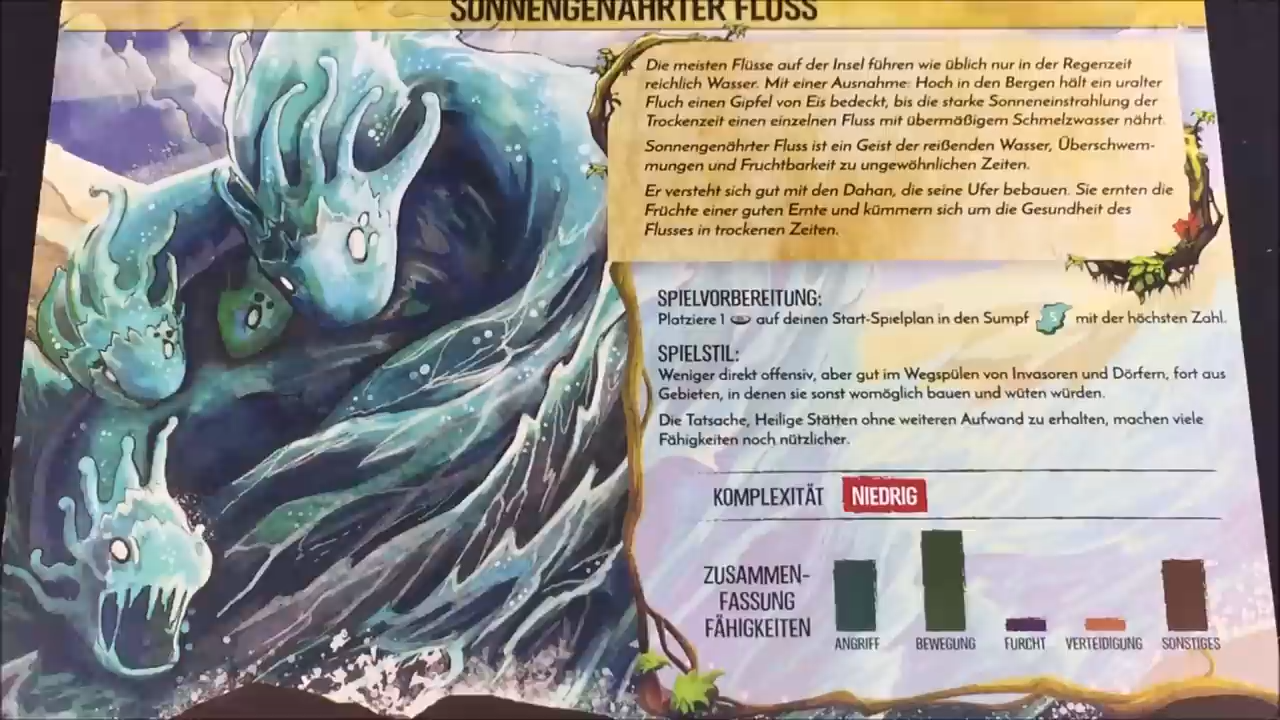 SONNENGENÄHRTER FLUSS
Die meisten Flüsse auf der Insel führen wie üblich nur in der Regenzeit
reichlich Wasser. Mit einer Ausnahme: Hoch in den Bergen hält ein uralter
Fluch einen Gipfel von Eis bedeckt, bis die starke Sonneneinstrahlung der
Trockenzeit einen einzelnen Fluss mit übermäßigem Schmelzwasser nährt.
Sonnengenährter Fluss ist ein Geist der reißenden Wasser, Überschwem-
mungen und Fruchtbarkeit zu ungewöhnlichen Zeiten.
Er versteht sich gut mit den Dahan, die seine Ufer bebauen. Sie ernten die
Früchte einer guten Ernte und kümmern sich um die Gesundheit des
Flusses in trockenen Zeiten.
SPIELVORBEREITUNG:
Platziere 1 auf deinen Start-Spielplan in den Sumpf S mit der höchsten Zahl.
SPIELSTIL:
Weniger direkt offensiv, aber gut im Wegspülen von Invasoren und Dörfern, fort aus
Gebieten, in denen sie sonst womöglich bauen und wüten würden.
Die Tatsache, Heilige Stätten ohne weiteren Aufwand zu erhalten, machen viele
Fähigkeiten noch nützlicher.
KOMPLEXITÄT NIEDRIG
ZUSAMMEN-
FASSUNG
FÄHIGKEITEN
ANGRIFF BEWEGUNG FURCHT VERTEIDIGUNG SONSTIGES